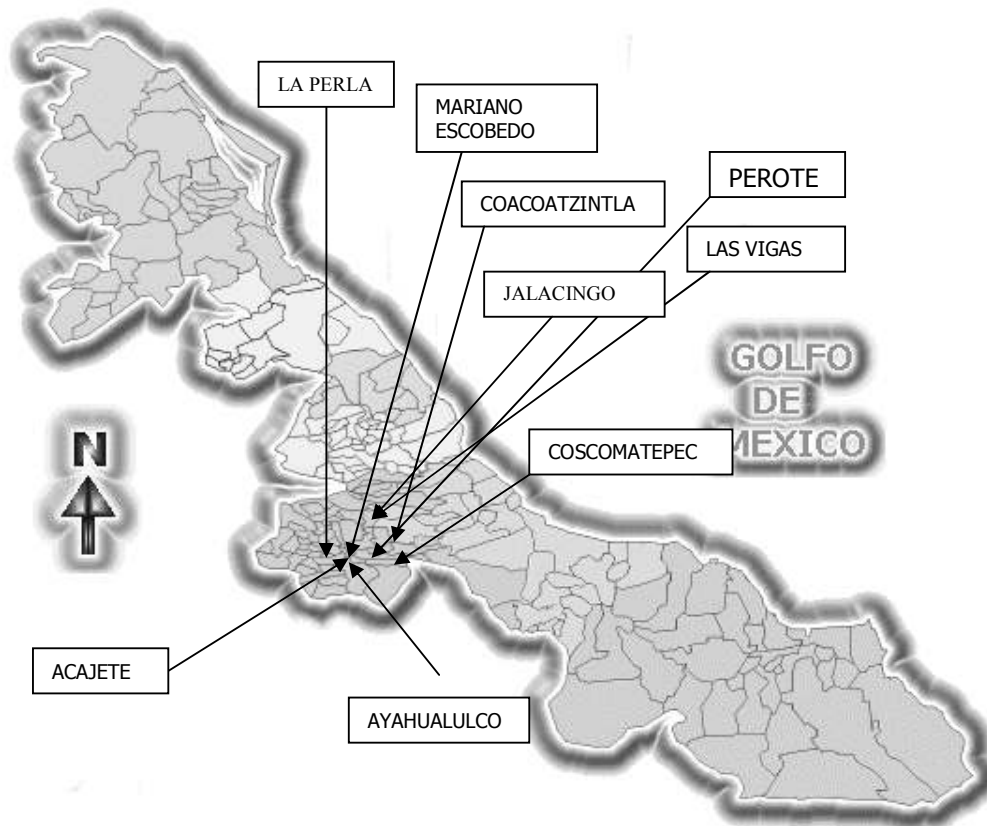 LA PERLA
MARIANO
ESCOBEDO
PEROTE
COACOATZINTLA
LAS VIGAS
JALACINGO
GOLFO
DE
MEXICO
N
COSCOMATEPEC
ACAJETE
AYAHUALULCO